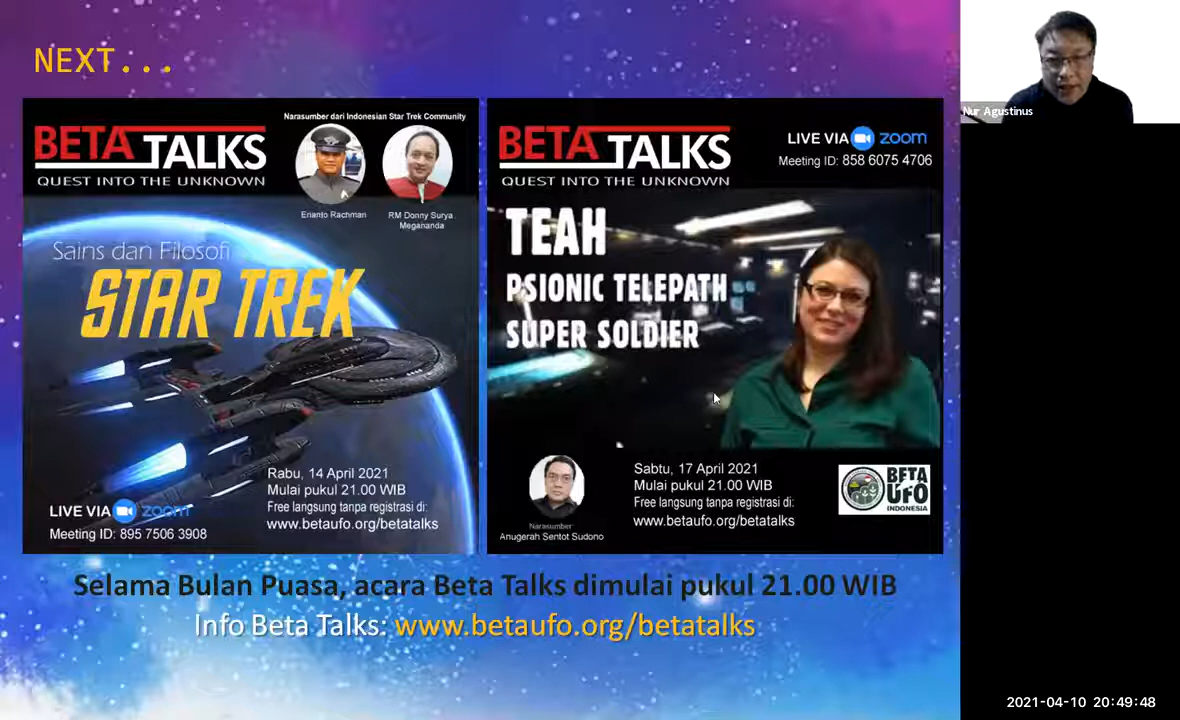 NEXT...
Narasumber dari Indonesian Star Trek Community
BETA TALKS
QUEST INTO THE UNKNOWN
Erianto Rachman
RM Donny Surya
Megananda
Sains dan Filosofi
STAR TREK
Rabu, 14 April 2021
Mulai pukul 21.00 WIB
Free langsung tanpa registrasi di:
www.betaufo.org/betatalks
LIVE VIA zoom
Meeting ID: 895 7506 3908
BETA TALKS
QUEST INTO THE UNKNOWN
LIVE VIA zoom
Meeting ID: 858 6075 4706
TEAH
PSIONIC TELEPATH
SUPER SOLDIER
Narasumber
Anugerah Sentot Sudono
Sabtu, 17 April 2021
Mulai pukul 21.00 WIB
Free langsung tanpa registrasi di:
www.betaufo.org/betatalks
BETA
UFO
INDONESIA
Selama Bulan Puasa, acara Beta Talks dimulai pukul 21.00 WIB
Info Beta Talks: www.betaufo.org/betatalks
Nur Agustinus
2021-04-10 20:49:48